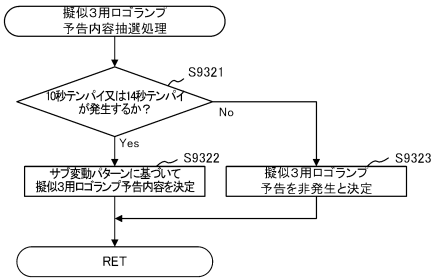 擬似3用ロゴランプ
予告内容抽選処理
S9321
10秒テンパイ又は14秒テンパイ
が発生するか？
No
Yes
S9322
サブ変動パターンに基づいて
擬似3用ロゴランプ予告内容を決定
S9323
擬似3用ロゴランプ
予告を非発生と決定
RET